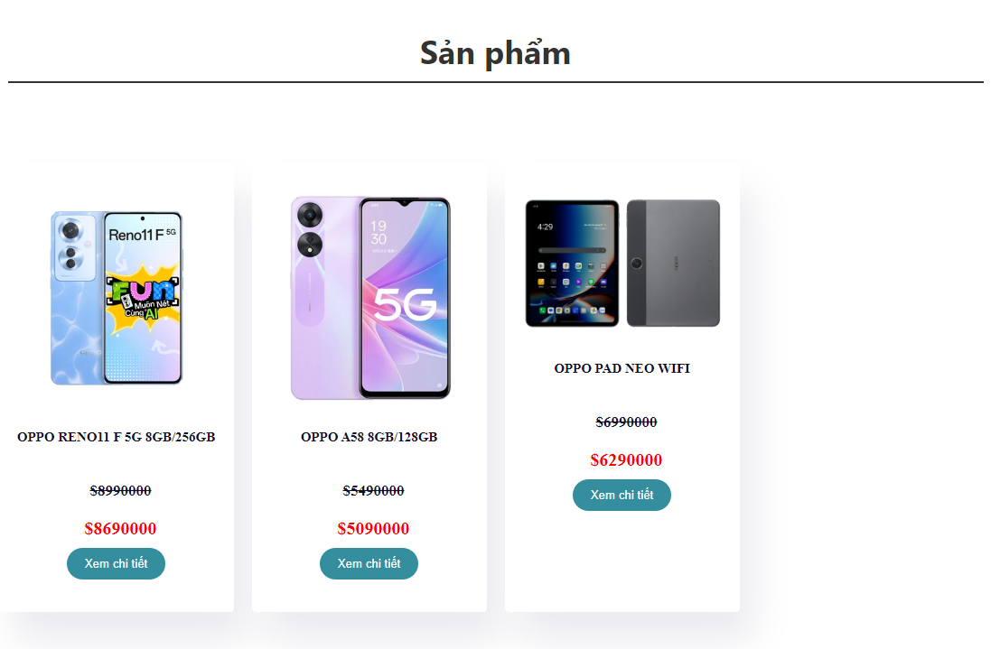 Sản phẩm
Reno11 F 5G
FUN
Muôn Nét
Cùng AI
OPPO RENO11 F 5G 8GB/256GB
$8990000
$8690000
Xem chi tiết
19
30
5G
OPPO A58 8GB/128GB
$5490000
$5090000
Xem chi tiết
4:29
oppo
OPPO PAD NEO WIFI
$6990000
$6290000
Xem chi tiết